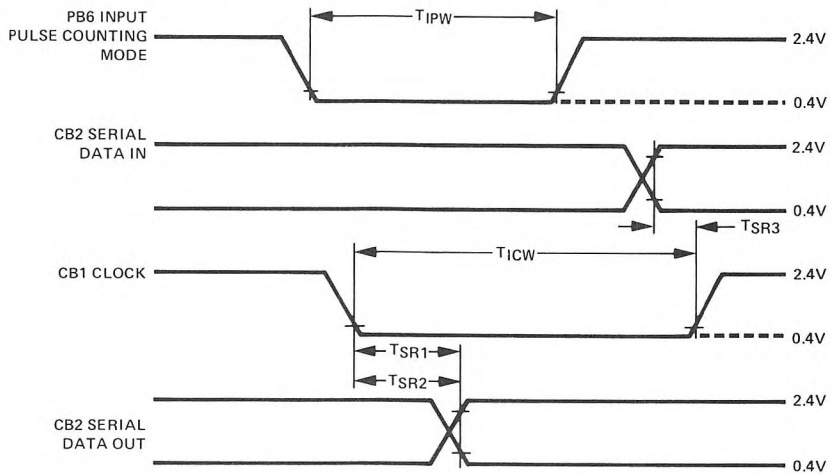 PB6 INPUT
PULSE COUNTING
MODE
TIPW
2.4V
0.4V
CB2 SERIAL
DATA IN
2.4V
0.4V
TSR3
CB1 CLOCK
TICW
2.4V
0.4V
TSR1
TSR2
CB2 SERIAL
DATA OUT
2.4V
0.4V